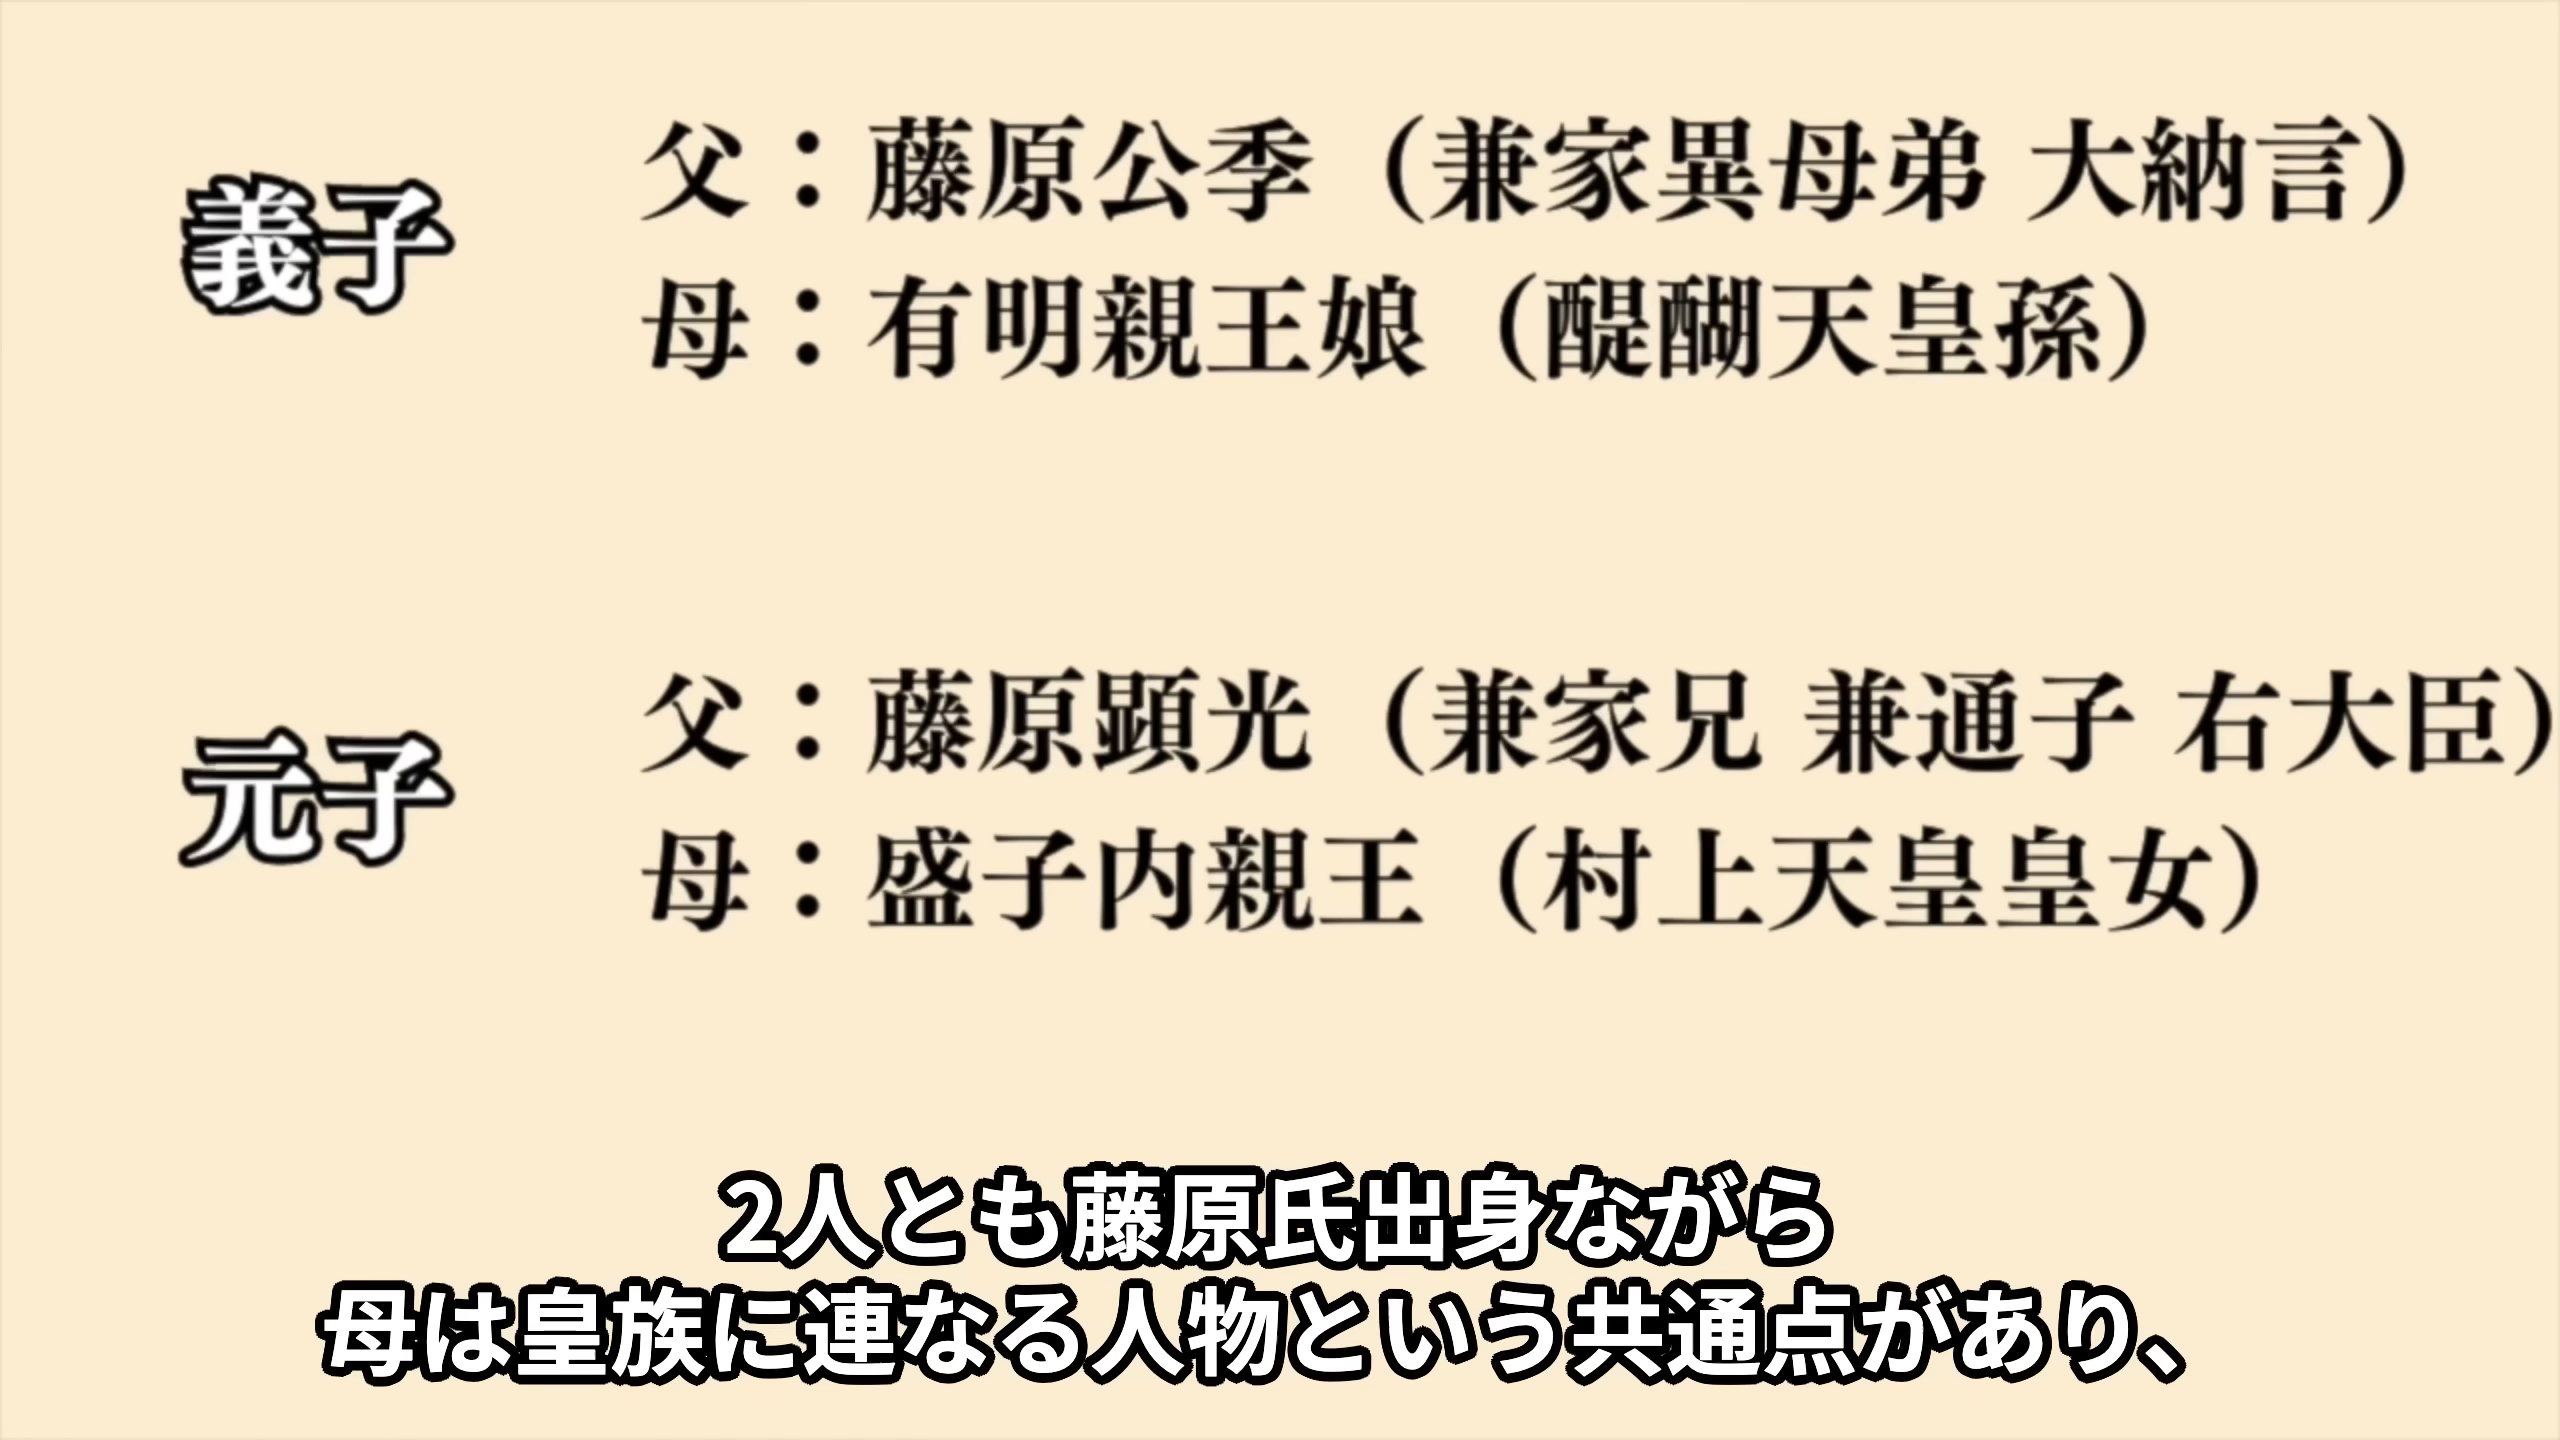 義子
父：藤原公季（兼家異母弟 大納言）
母：有明親王娘（醍醐天皇孫）
元子
父：藤原顕光（兼家兄 兼通子 右大臣）
母：盛子内親王（村上天皇皇女）
2人とも藤原氏出身ながら
母は皇族に連なる人物という共通点があり、